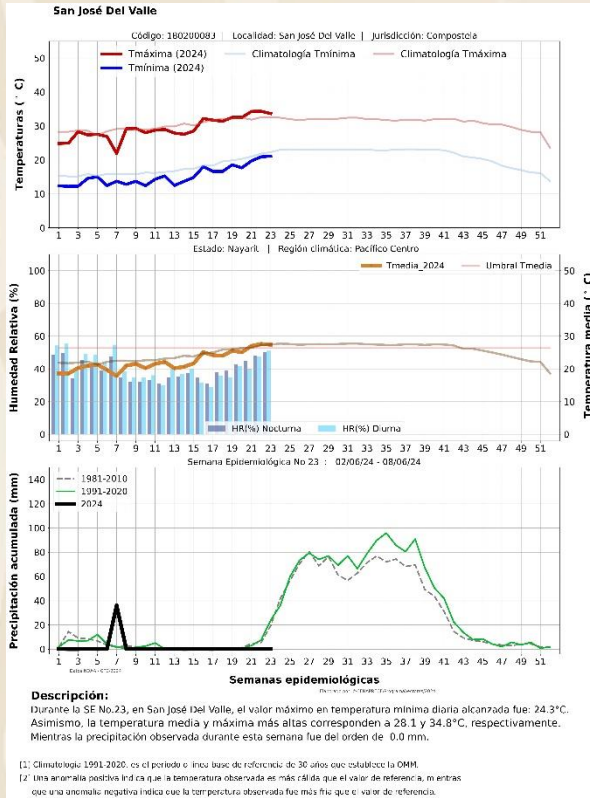 San José Del Valle
Código: 180200083 | Localidad: San José Del Valle | Jurisdicción: Compostela
Tmáxima (2024) Climatología Tmínima Climatología Tmáxima
Tmínima (2024)
Temperaturas (° C)
50
40
30
20
10
0
1 3 5 7 9 11 13 15 17 19 21 23 25 27 29 31 33 35 37 39 41 43 45 47 49 51
Estado: Nayarit | Región climática: Pacífico Centro
Tmedia_2024 Umbral Tmedia
Humedad Relativa (%)
Temperatura media (° C)
100 50
80 40
60 30
40 20
20 10
0 0
HR(%) Nocturna HR(%) Diurna
1 3 5 7 9 11 13 15 17 19 21 23 25 27 29 31 33 35 37 39 41 43 45 47 49 51
Semana Epidemiológica No 23 : 02/06/24 - 08/06/24
1981-2010
1991-2020
2024
Precipitación acumulada (mm)
140
120
100
80
60
40
20
0
1 3 5 7 9 11 13 15 17 19 21 23 25 27 29 31 33 35 37 39 41 43 45 47 49 51
Semanas epidemiológicas
Descripción:
Durante la SE No.23, en San José Del Valle, el valor máximo en temperatura mínima diaria alcanzada fue: 24.3°C.
Asimismo, la temperatura media y máxima más altas corresponden a 28.1 y 34.8°C, respectivamente.
Mientras la precipitación observada durante esta semana fue del orden de 0.0 mm.
[1] Climatología 1991-2020, es el periodo o línea base de referencia de 30 años que establece la OMM.
[2] Una anomalía positiva indica que la temperatura observada es más cálida que el valor de referencia, mientras
que una anomalía negativa indica que la temperatura observada fue más fría que el valor de referencia.